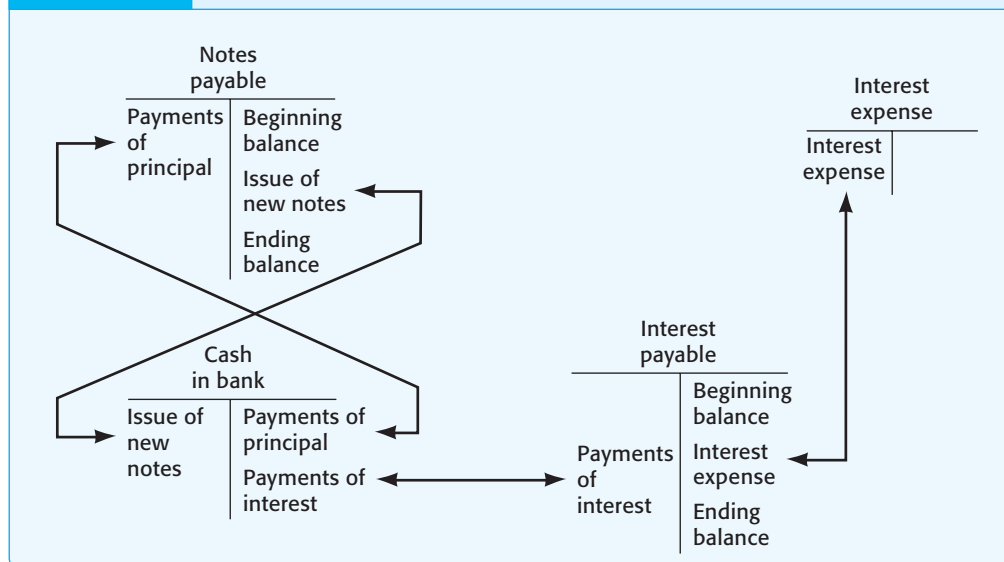 Notes
payable
Payments
of
principal
Beginning
balance
Issue of
new notes
Ending
balance
Interest
expense
Interest
expense
Cash
in bank
Issue of
new
notes
Payments of
principal
Payments of
interest
Interest
payable
Payments
of
interest
Beginning
balance
Interest
expense
Ending
balance